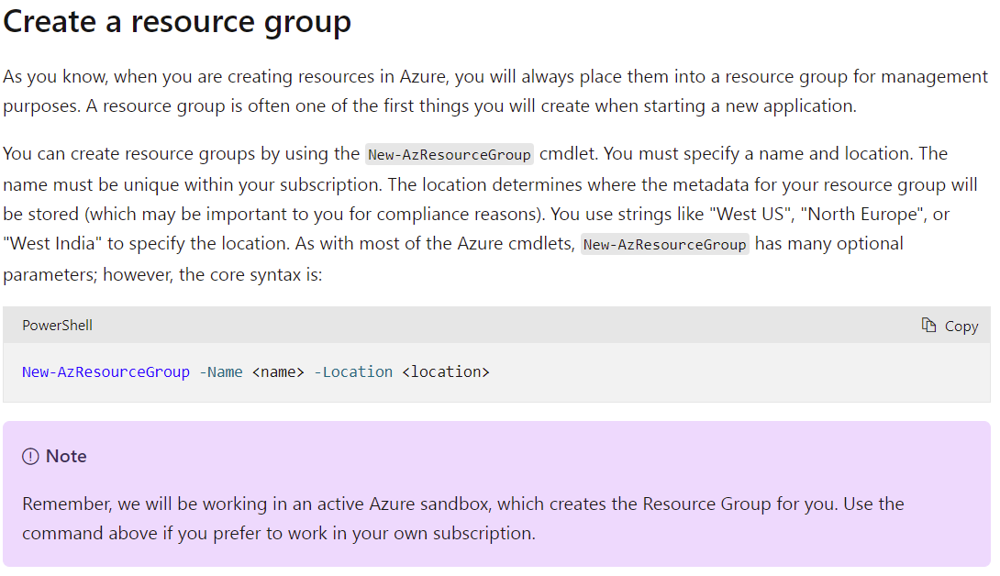 Create a resource group
As you know, when you are creating resources in Azure, you will always place them into a resource group for management
purposes. A resource group is often one of the first things you will create when starting a new application.
You can create resource groups by using the New-AzResourceGroup cmdlet. You must specify a name and location. The
name must be unique within your subscription. The location determines where the metadata for your resource group will
be stored (which may be important to you for compliance reasons). You use strings like "West US", "North Europe", or
"West India" to specify the location. As with most of the Azure cmdlets, New-AzResourceGroup has many optional
parameters; however, the core syntax is:
PowerShell Copy
New-AzResourceGroup -Name <name> -Location <location>
Note
Remember, we will be working in an active Azure sandbox, which creates the Resource Group for you. Use the
command above if you prefer to work in your own subscription.